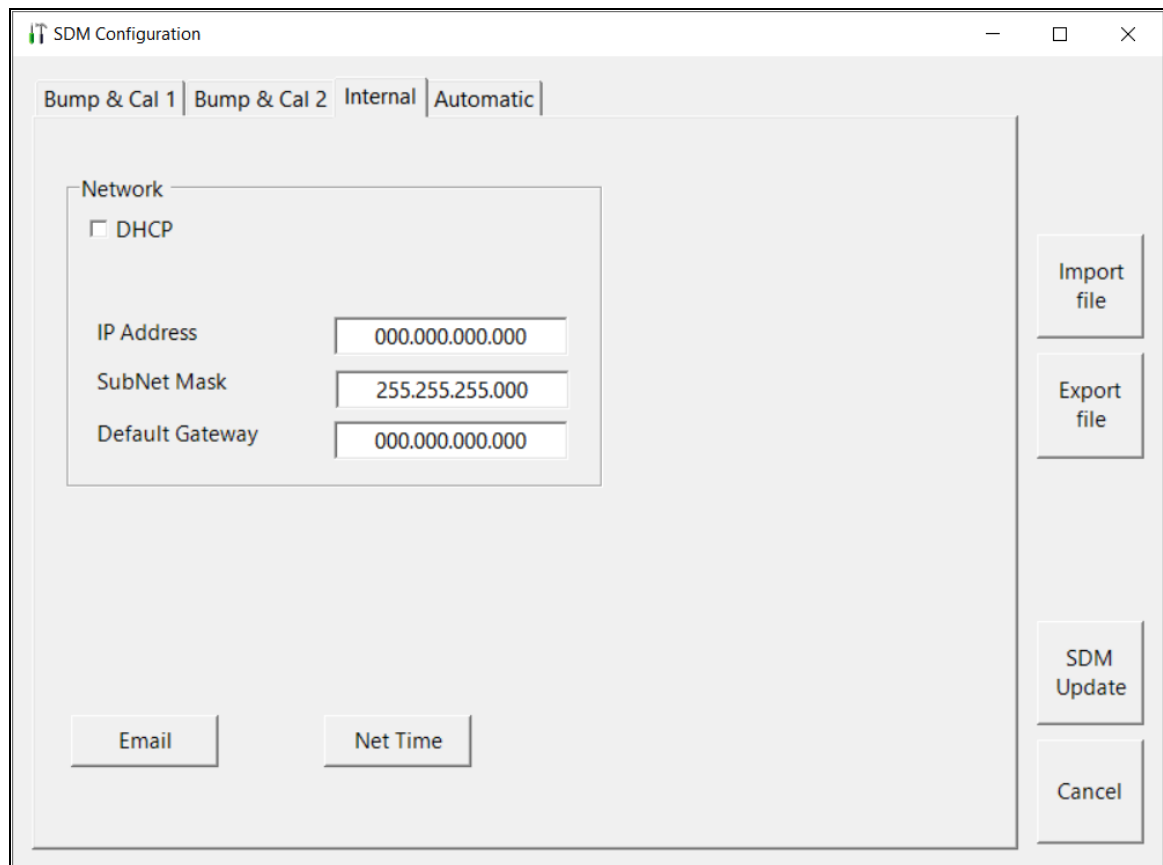 SDM Configuration
Bump & Cal 1 Bump & Cal 2 Internal Automatic
Network
DHCP
IP Address 000.000.000.000
SubNet Mask 255.255.255.000
Default Gateway 000.000.000.000
Email Net Time
Import
file
Export
file
SDM
Update
Cancel